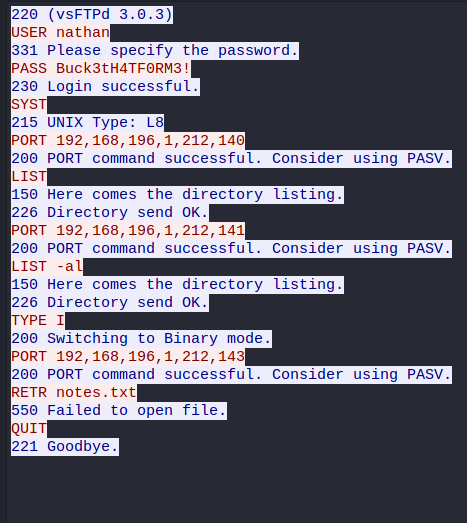 220 (vsFTPd 3.0.3)
USER nathan
331 Please specify the password.
PASS Buck3tH4TF0RM3!
230 Login successful.
SYST
215 UNIX Type: L8
PORT 192,168,196,1,212,140
200 PORT command successful. Consider using PASV.
LIST
150 Here comes the directory listing.
226 Directory send OK.
PORT 192,168,196,1,212,141
200 PORT command successful. Consider using PASV.
LIST -al
150 Here comes the directory listing.
226 Directory send OK.
TYPE I
200 Switching to Binary mode.
PORT 192,168,196,1,212,143
200 PORT command successful. Consider using PASV.
RETR notes.txt
550 Failed to open file.
QUIT
221 Goodbye.